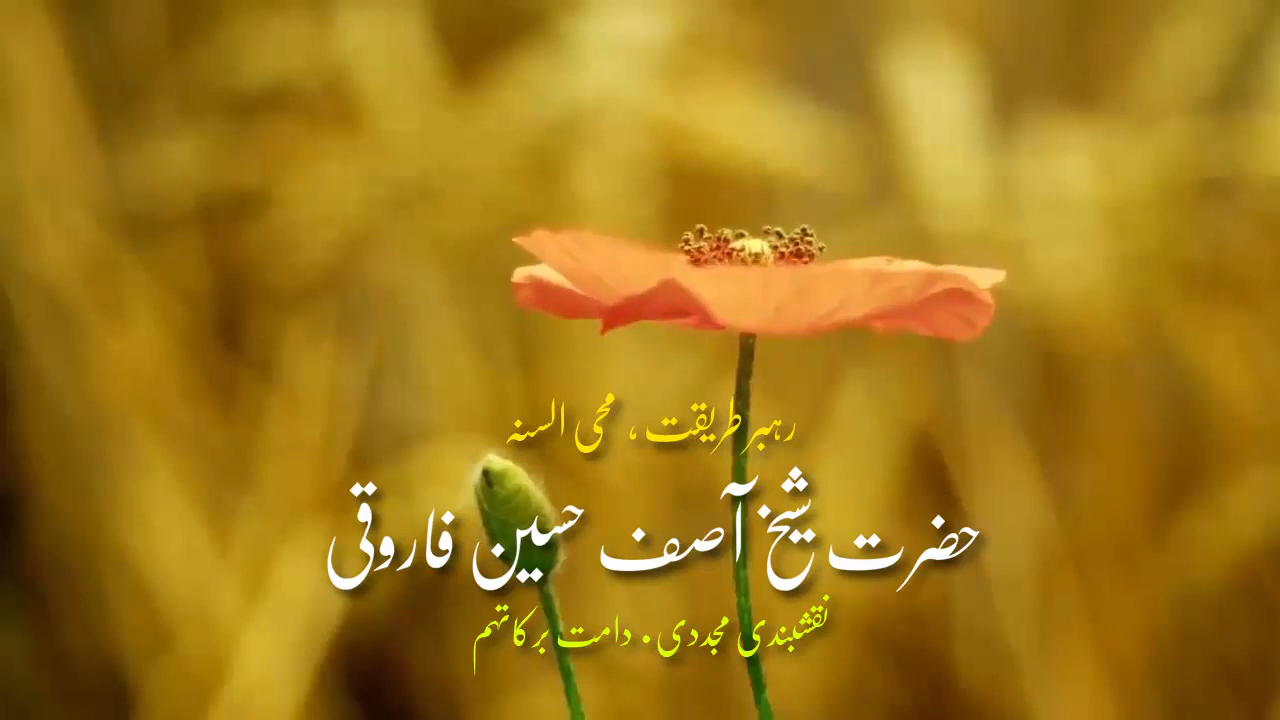 رہبر طریقت، محی السنہ
حضرت شیخ آصف حسین فاروقی
نقشبندی مجددی . دامت برکاتہم